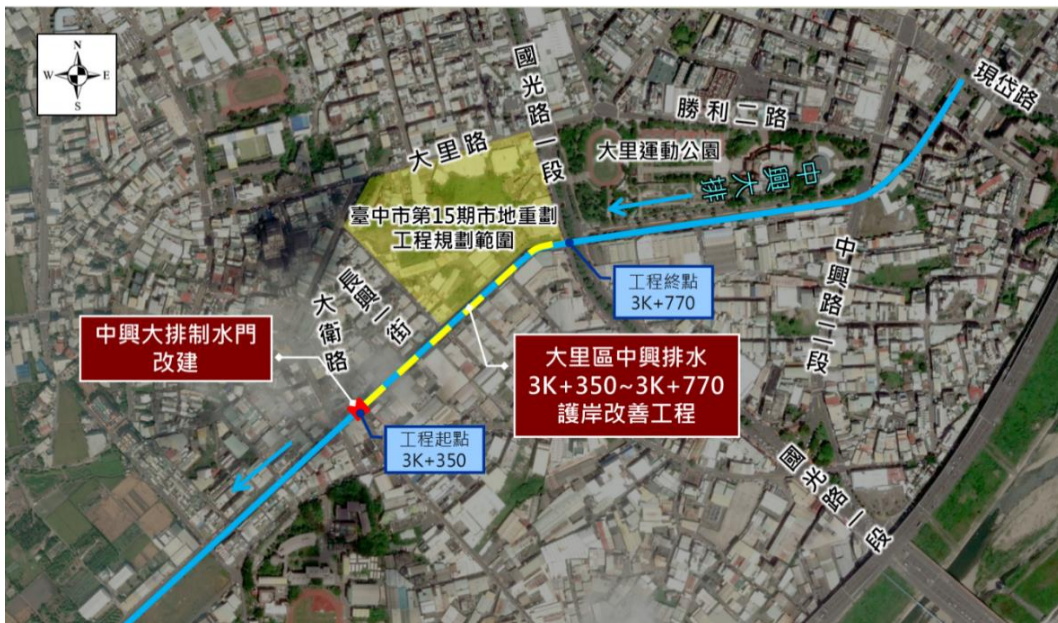 N
W E
S
國光路一段
現岱路
勝利二路
大里路
大里運動公園
中興大排
臺中市第15期市地重劃
工程規劃範圍
中興路二段
工程終點
3K+770
長興一街
大衛路
中興大排制水門
改建
大里區中興排水
3K+350~3K+770
護岸改善工程
工程起點
3K+350
國光路一段